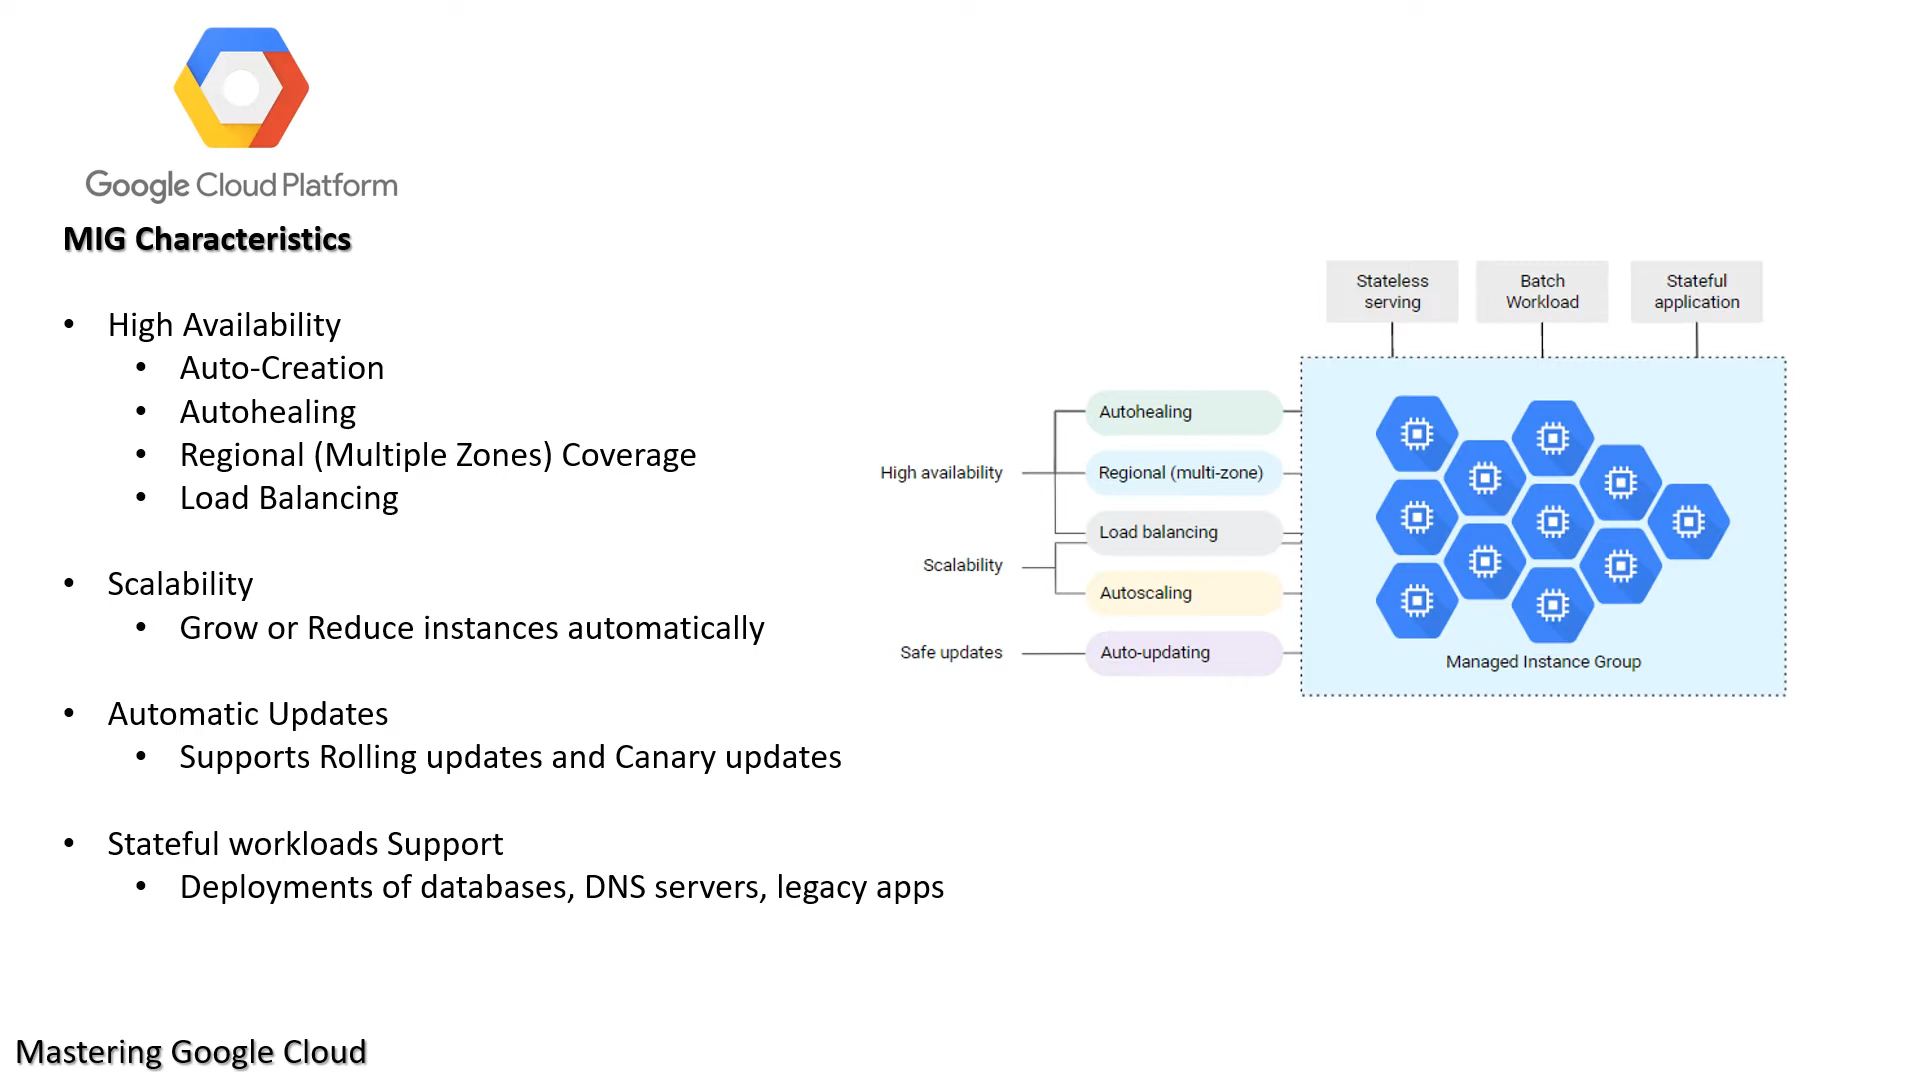 Google Cloud Platform
MIG Characteristics
• High Availability
• Auto-Creation
• Autohealing
• Regional (Multiple Zones) Coverage
• Load Balancing
• Scalability
• Grow or Reduce instances automatically
• Automatic Updates
• Supports Rolling updates and Canary updates
• Stateful workloads Support
• Deployments of databases, DNS servers, legacy apps
Stateless
serving
Batch
Workload
Stateful
application
High availability
Autohealing
Regional (multi-zone)
Load balancing
Scalability
Autoscaling
Safe updates
Auto-updating
Managed Instance Group
Mastering Google Cloud